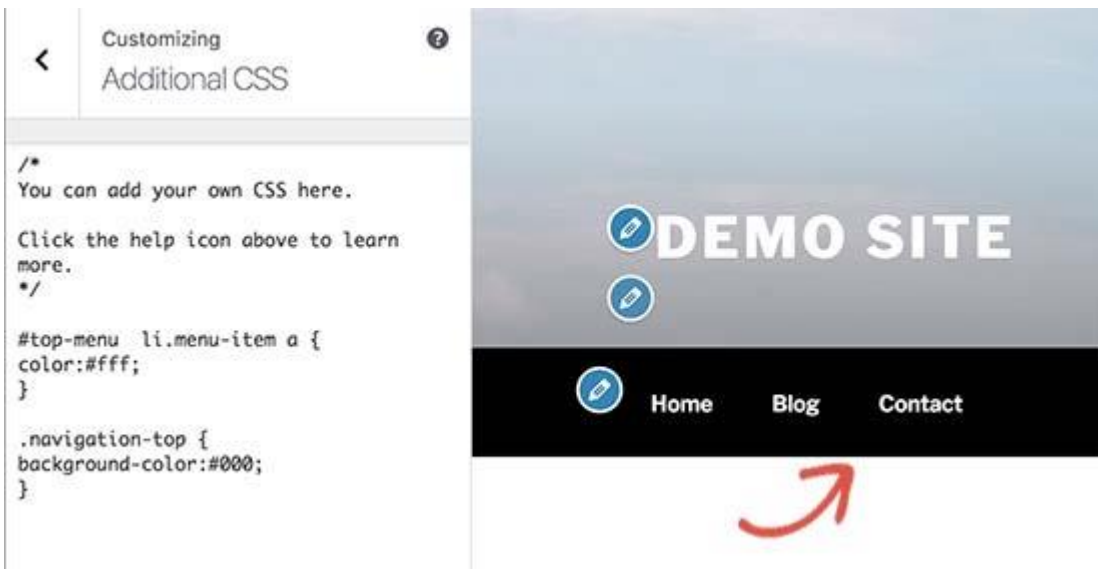 Customizing
Additional CSS
/*
You can add your own CSS here.
Click the help icon above to learn
more.
*/
#top-menu  li.menu-item a {
color:#fff;
}
.navigation-top {
background-color:#000;
}
DEMO SITE
Home Blog Contact